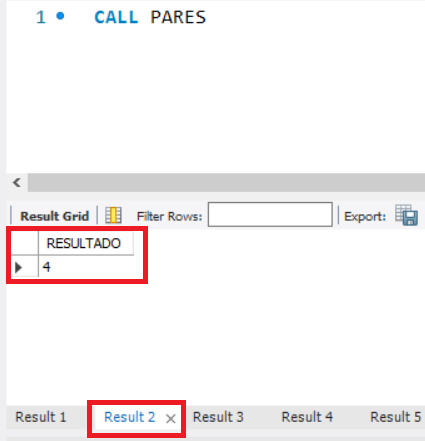 1 CALL PARES
Result Grid Filter Rows: Export:
RESULTADO
4
Result 1 Result 2 Result 3 Result 4 Result 5